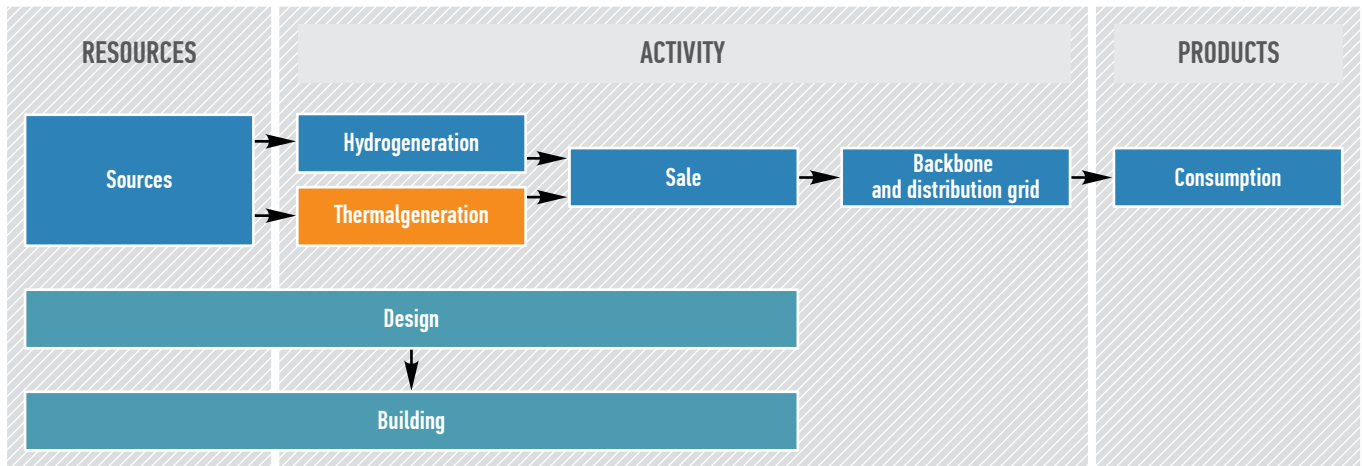 RESOURCES
ACTIVITY
PRODUCTS
Sources
Hydrogeneration
Thermalgeneration
Sale
Backbone
and distribution grid
Consumption
Design
Building